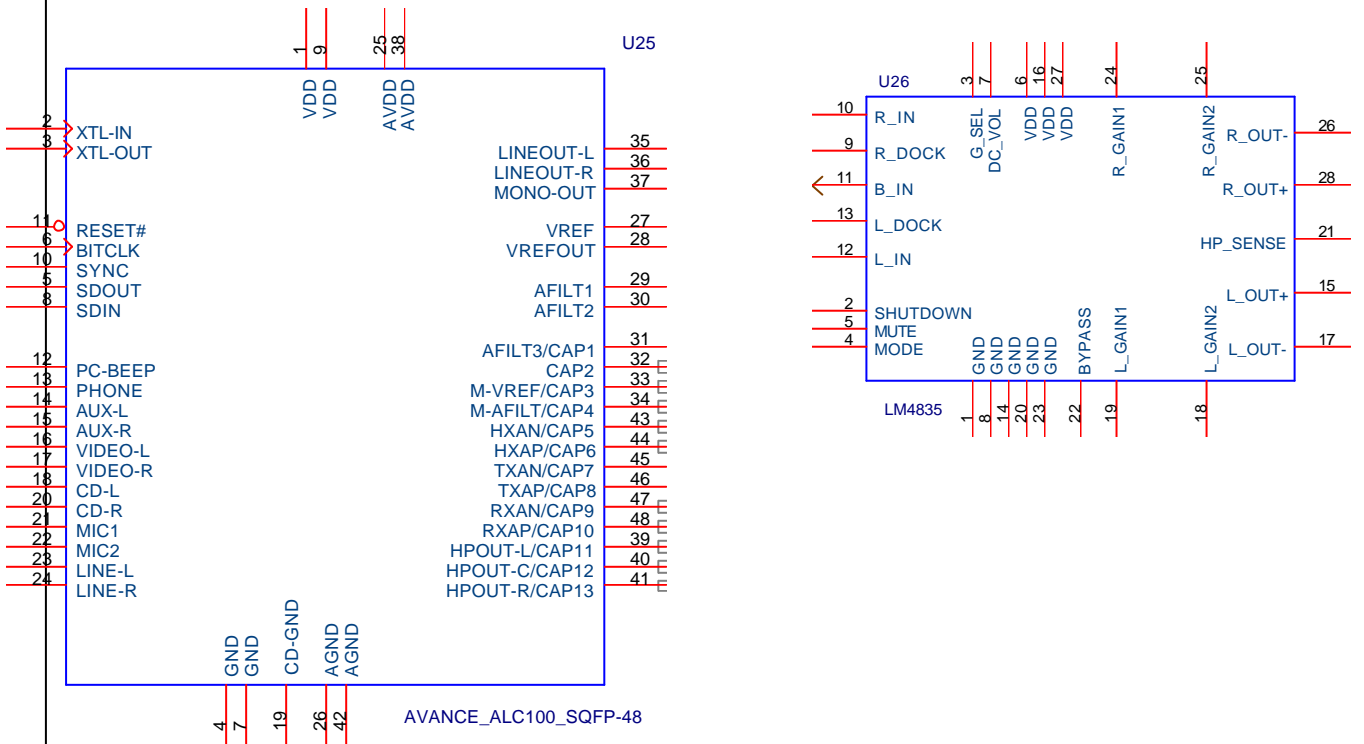 U25
1 9 25 38
VDD VDD AVDD AVDD
2 XTL-IN
3 XTL-OUT
11 RESET#
6 BITCLK
10 SYNC
5 SDOUT
8 SDIN
12 PC-BEEP
13 PHONE
14 AUX-L
15 AUX-R
16 VIDEO-L
17 VIDEO-R
18 CD-L
20 CD-R
21 MIC1
22 MIC2
23 LINE-L
24 LINE-R
LINEOUT-L 35
LINEOUT-R 36
MONO-OUT 37
VREF 27
VREFOUT 28
AFILT1 29
AFILT2 30
AFILT3/CAP1 31
CAP2 32
M-VREF/CAP3 33
M-AFILT/CAP4 34
HXAN/CAP5 43
HXAP/CAP6 44
TXAN/CAP7 45
TXAP/CAP8 46
RXAN/CAP9 47
RXAP/CAP10 48
HPOUT-L/CAP11 39
HPOUT-C/CAP12 40
HPOUT-R/CAP13 41
GND GND CD-GND AGND AGND
4 7 19 26 42
AVANCE_ALC100_SQFP-48
U26
3 7 6 16 27 24 25
G_SEL DC_VOL VDD VDD VDD R_GAIN1 R_GAIN2
10 R_IN
9 R_DOCK
11 B_IN
13 L_DOCK
12 L_IN
2 SHUTDOWN
5 MUTE
4 MODE
R_OUT- 26
R_OUT+ 28
HP_SENSE 21
L_OUT+ 15
L_OUT- 17
GND GND GND GND GND BYPASS L_GAIN1 L_GAIN2
1 8 14 20 23 22 19 18
LM4835